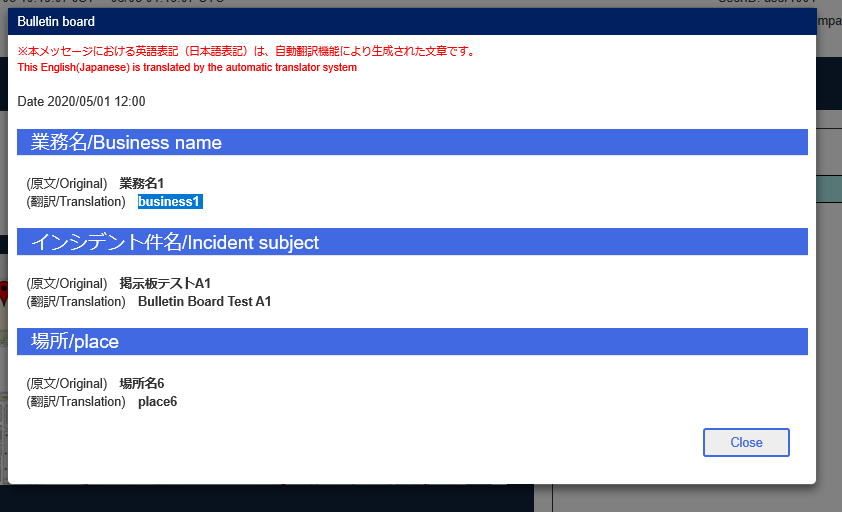 Bulletin board
※本メッセージにおける英語表記（日本語表記）は、自動翻訳機能により生成された文章です。
This English(Japanese) is translated by the automatic translator system
Date 2020/05/01 12:00
業務名/Business name
(原文/Original) 業務名1
(翻訳/Translation) business1
インシデント件名/Incident subject
(原文/Original) 掲示板テストA1
(翻訳/Translation) Bulletin Board Test A1
場所/place
(原文/Original) 場所名6
(翻訳/Translation) place6
Close